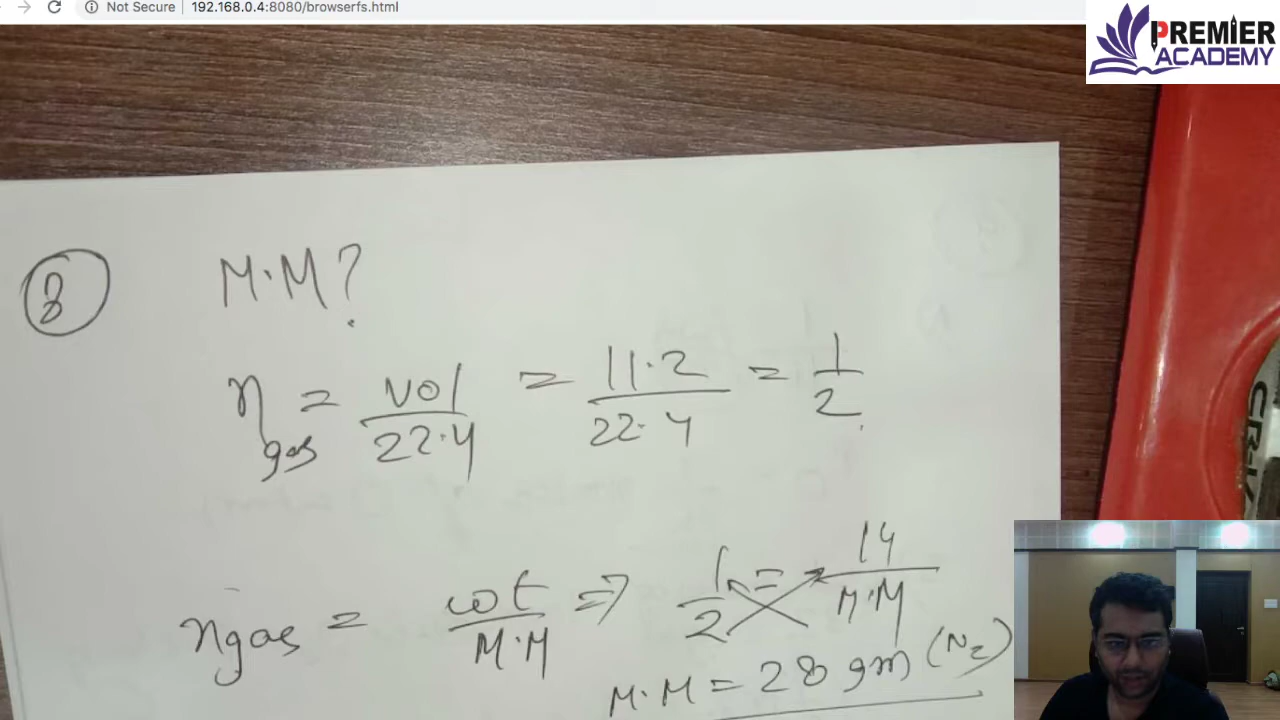 Not Secure 192.168.0.4:8080/browserfs.html
PREMIER
ACADEMY
8 M.M?
n gas = vol/22.4 = 11.2/22.4 = 1/2
ngas = wt/M.M => 1/2 = 14/M.M
M.M = 28 gm (N2)
CR-V